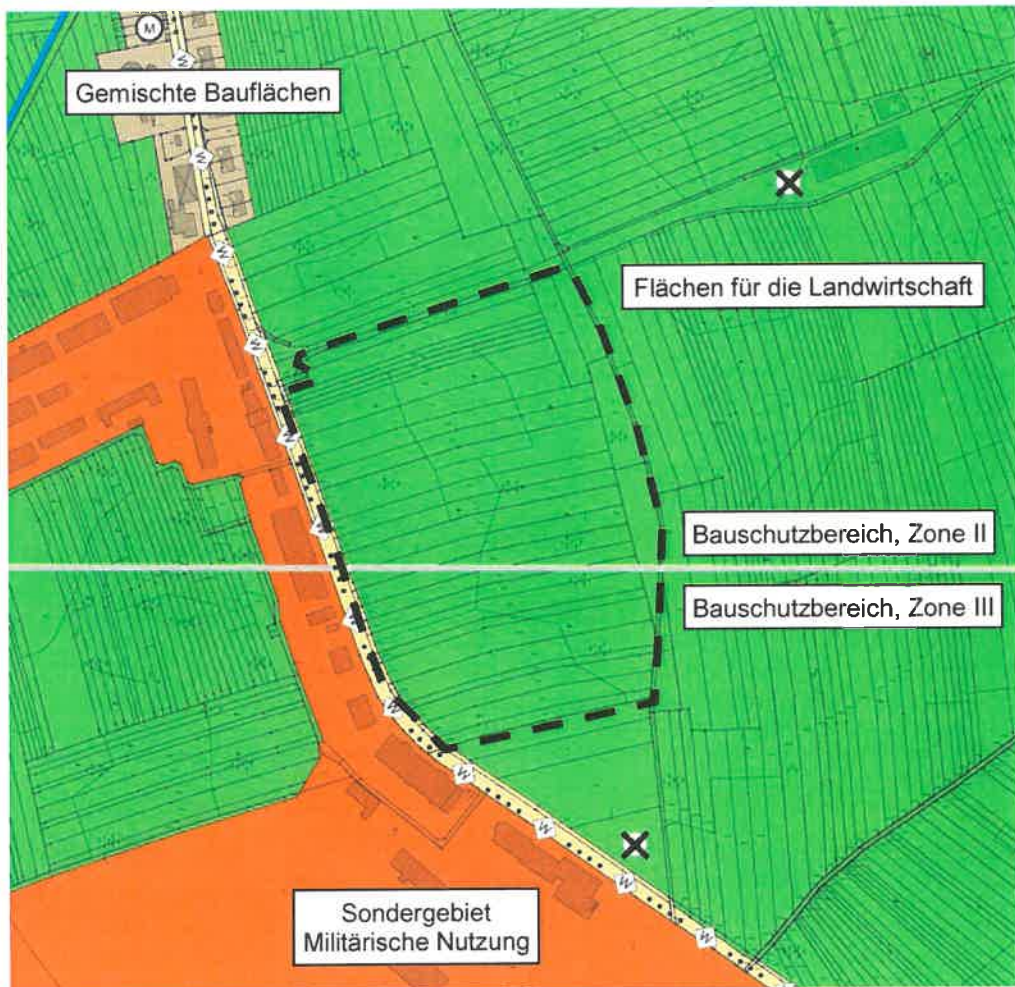 M
Gemischte Bauflächen
Flächen für die Landwirtschaft
Bauschutzbereich, Zone II
Bauschutzbereich, Zone III
Sondergebiet
Militärische Nutzung